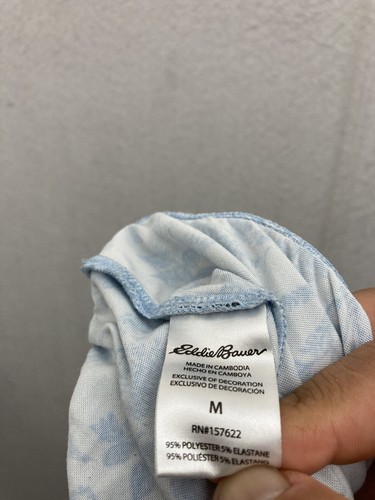 Eddie Bauer
MADE IN CAMBODIA
HECHO EN CAMBOYA
EXCLUSIVE OF DECORATION
EXCLUSIVO DE DECORACIÓN
M
RN#157622
95% POLYESTER 5% ELASTANE
95% POLIÉSTER 5% ELASTANE